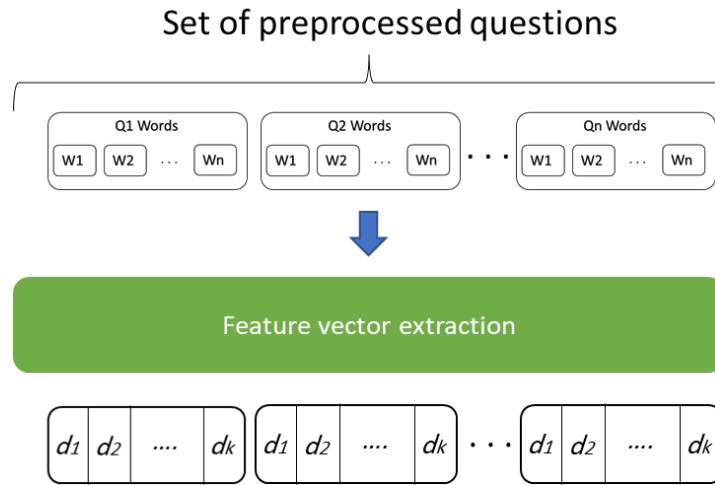 Set of preprocessed questions
Q1 Words
W1 W2 ... Wn
Q2 Words
W1 W2 ... Wn
. . .
Qn Words
W1 W2 ... Wn
Feature vector extraction
d1 d2 .... dk
d1 d2 .... dk
. . .
d1 d2 .... dk